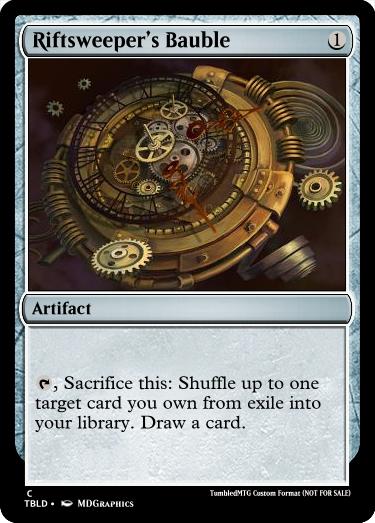 Riftsweeper's Bauble 1
Artifact
, Sacrifice this: Shuffle up to one
target card you own from exile into
your library. Draw a card.
C
TBLD • MDGraphics
TumbledMTG Custom Format (NOT FOR SALE)